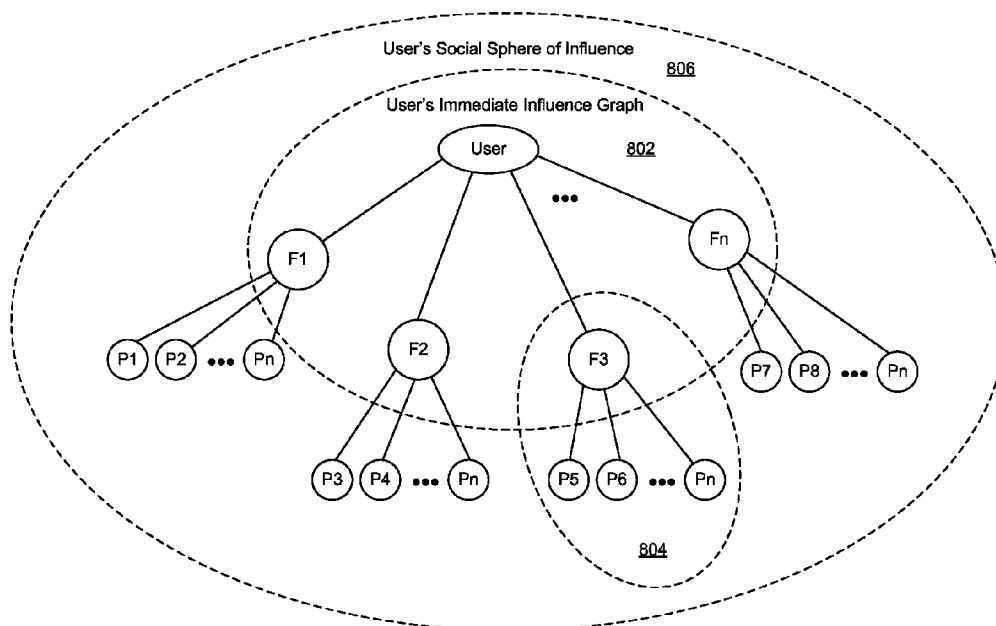 User's Social Sphere of Influence
806
User's Immediate Influence Graph
User
802
•••
F1
Fn
F2
F3
P1 P2 ••• Pn
P7 P8 ••• Pn
P3 P4 ••• Pn
P5 P6 ••• Pn
804